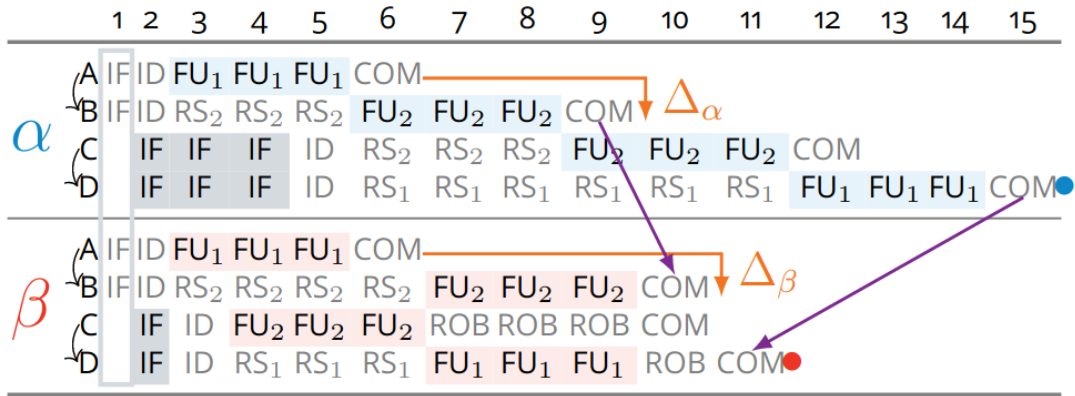 1 2 3 4 5 6 7 8 9 10 11 12 13 14 15
α
A IF ID FU₁ FU₁ FU₁ COM Δα
B IF ID RS₂ RS₂ RS₂ FU₂ FU₂ FU₂ COM
C IF IF IF ID RS₂ RS₂ RS₂ FU₂ FU₂ FU₂ COM
D IF IF IF ID RS₁ RS₁ RS₁ RS₁ RS₁ RS₁ FU₁ FU₁ FU₁ COM
β
A IF ID FU₁ FU₁ FU₁ COM Δβ
B IF ID RS₂ RS₂ RS₂ RS₂ FU₂ FU₂ FU₂ COM
C IF ID FU₂ FU₂ FU₂ ROB ROB ROB COM
D IF ID RS₁ RS₁ RS₁ FU₁ FU₁ FU₁ ROB COM